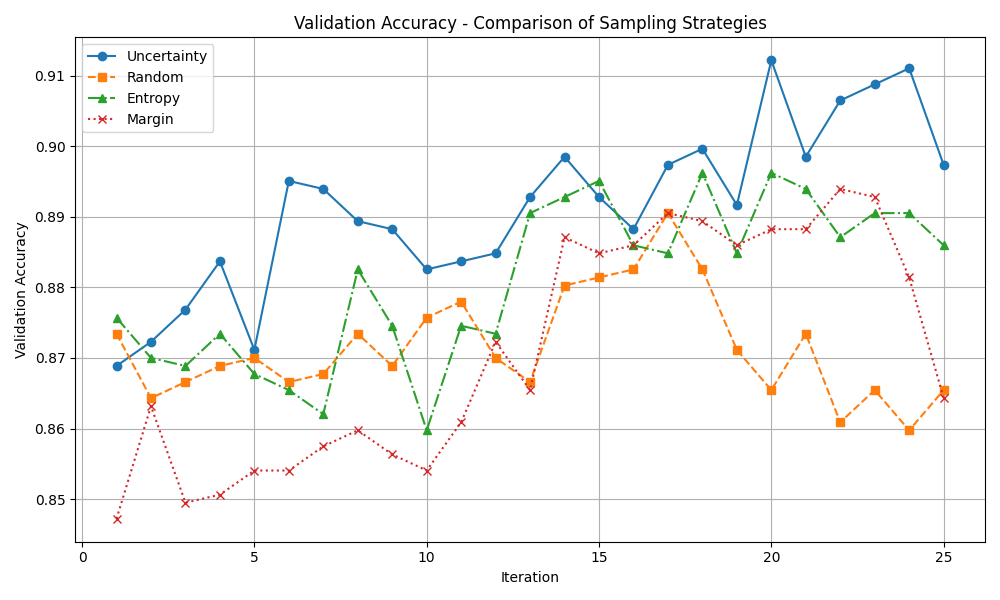 Validation Accuracy - Comparison of Sampling Strategies
Uncertainty
Random
Entropy
Margin
Validation Accuracy
0.91
0.90
0.89
0.88
0.87
0.86
0.85
0
5
10
15
20
25
Iteration